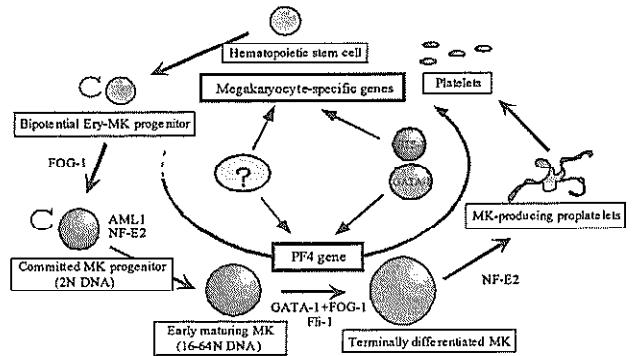 Hematopoietic stem cell
Megakaryocyte-specific genes
Platelets
Bipotential Ery-MK progenitor
FOG-1
?
GATA-1
MK-producing proplatelets
AML1
NF-E2
PF4 gene
Committed MK progenitor
(2N DNA)
NF-E2
GATA-1+FOG-1
Fli-1
Early maturing MK
(16-64N DNA)
Terminally differentiated MK